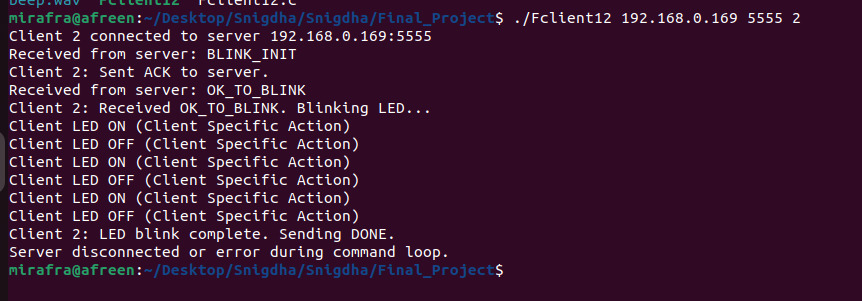 Deep.wav Fclient12 Fclient12.c
mirafra@afreen:~/Desktop/Snigdha/Snigdha/Final_Project$ ./Fclient12 192.168.0.169 5555 2
Client 2 connected to server 192.168.0.169:5555
Received from server: BLINK_INIT
Client 2: Sent ACK to server.
Received from server: OK_TO_BLINK
Client 2: Received OK_TO_BLINK. Blinking LED...
Client LED ON (Client Specific Action)
Client LED OFF (Client Specific Action)
Client LED ON (Client Specific Action)
Client LED OFF (Client Specific Action)
Client LED ON (Client Specific Action)
Client LED OFF (Client Specific Action)
Client 2: LED blink complete. Sending DONE.
Server disconnected or error during command loop.
mirafra@afreen:~/Desktop/Snigdha/Snigdha/Final_Project$